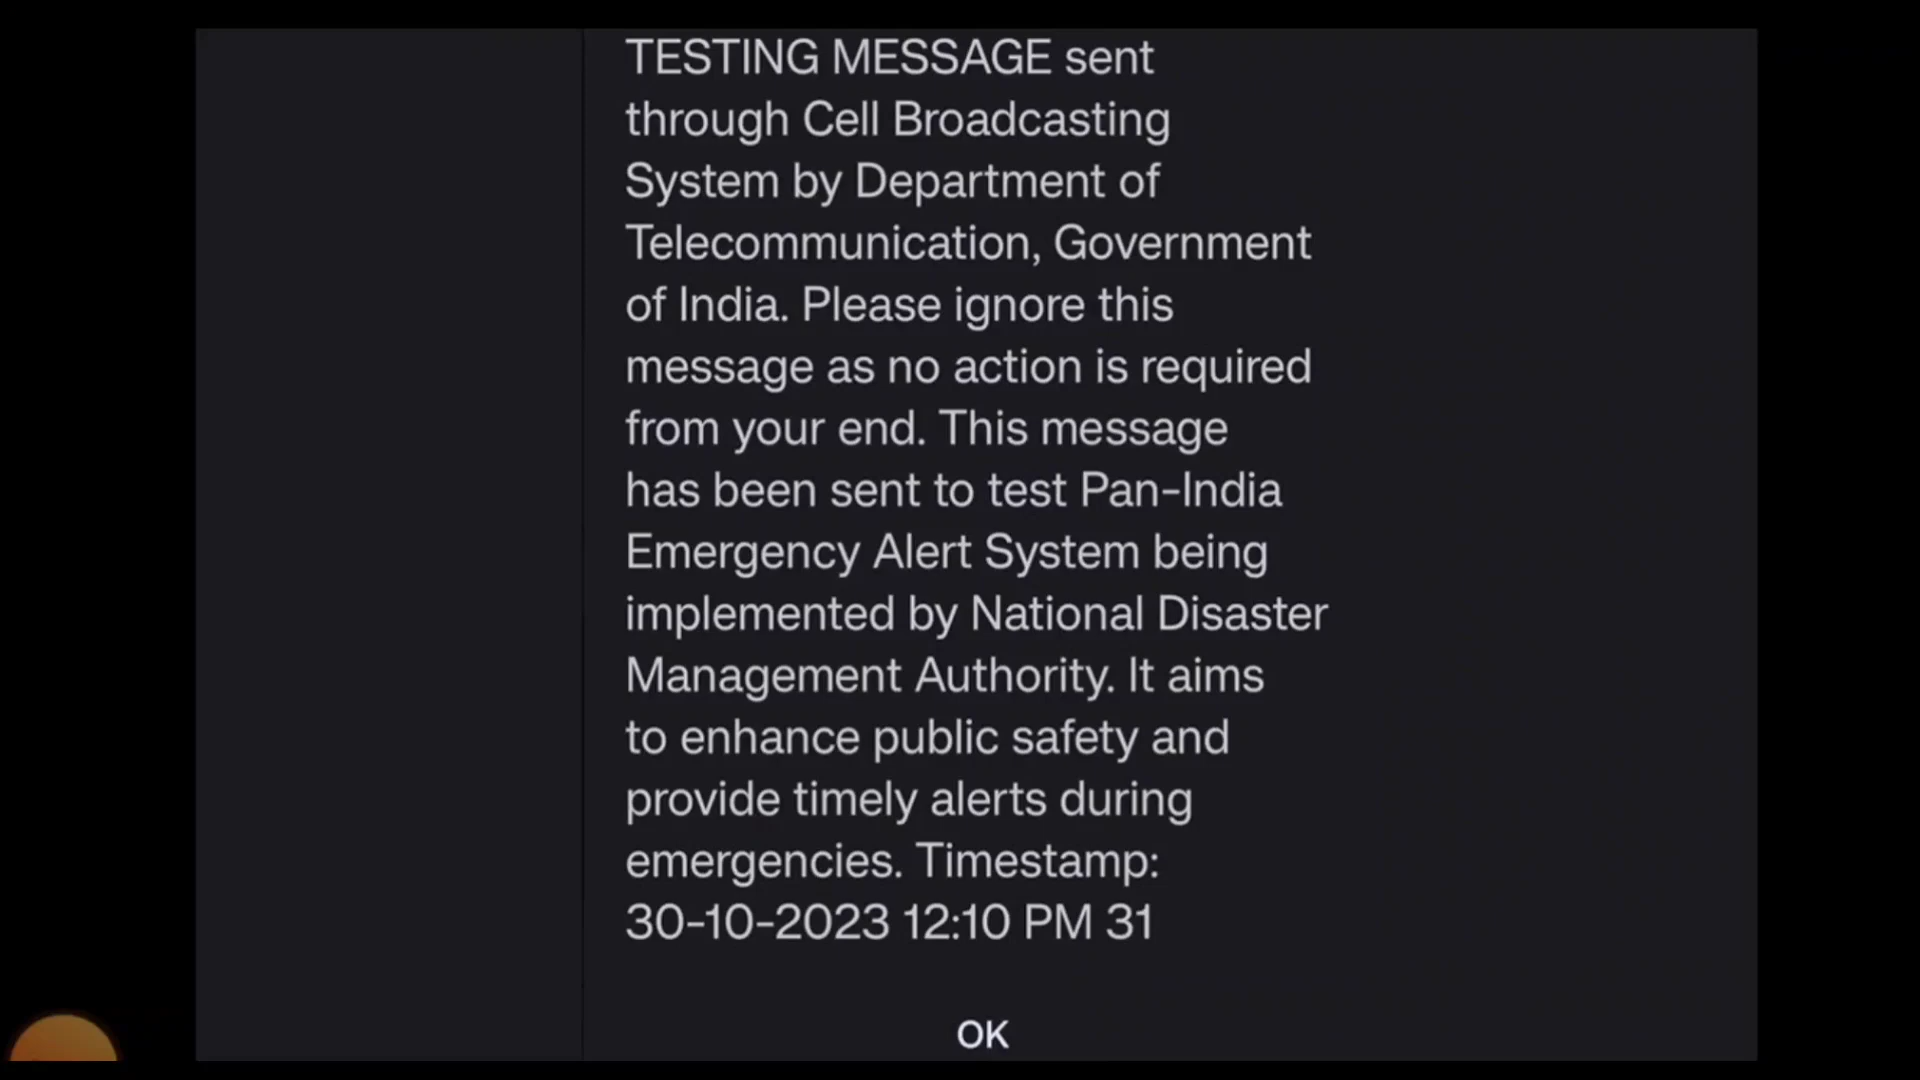 TESTING MESSAGE sent
through Cell Broadcasting
System by Department of
Telecommunication, Government
of India. Please ignore this
message as no action is required
from your end. This message
has been sent to test Pan-India
Emergency Alert System being
implemented by National Disaster
Management Authority. It aims
to enhance public safety and
provide timely alerts during
emergencies. Timestamp:
30-10-2023 12:10 PM 31
OK